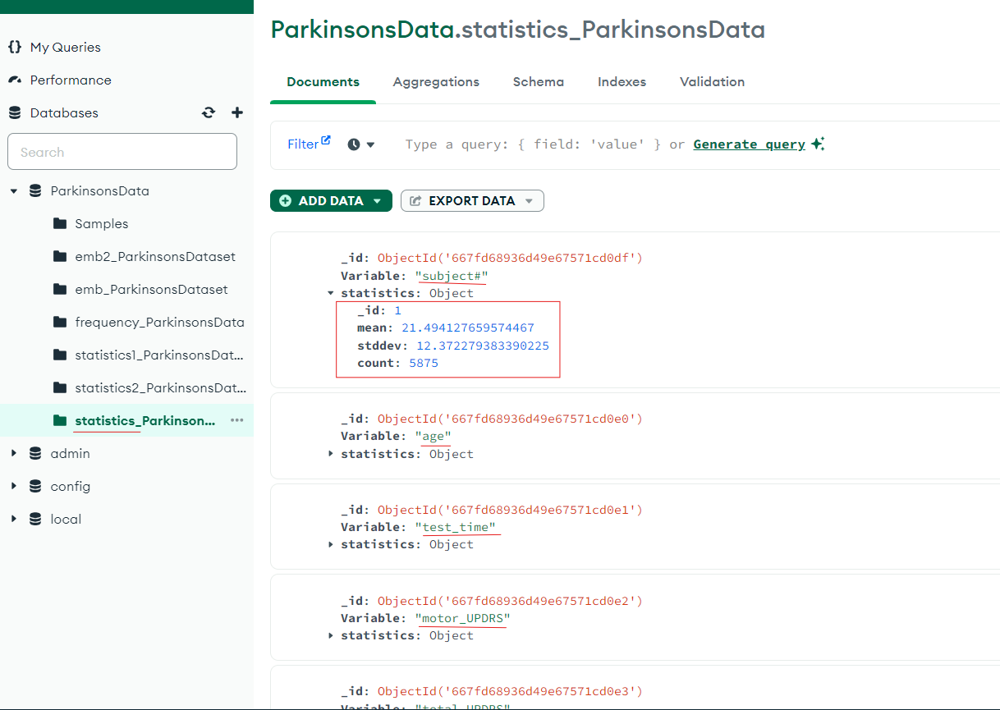 My Queries
Performance
Databases
Search
ParkinsonsData
Samples
emb2_ParkinsonsDataset
emb_ParkinsonsDataset
frequency_ParkinsonsData
statistics1_ParkinsonsDat...
statistics2_ParkinsonsDat...
statistics_Parkinson...
admin
config
local
ParkinsonsData.statistics_ParkinsonsData
Documents Aggregations Schema Indexes Validation
Filter Type a query: { field: 'value' } or Generate query
ADD DATA EXPORT DATA
_id: ObjectId('667fd68936d49e67571cd0df')
Variable: "subject#"
statistics: Object
_id: 1
mean: 21.494127659574467
stddev: 12.372279383390225
count: 5875
_id: ObjectId('667fd68936d49e67571cd0e0')
Variable: "age"
statistics: Object
_id: ObjectId('667fd68936d49e67571cd0e1')
Variable: "test_time"
statistics: Object
_id: ObjectId('667fd68936d49e67571cd0e2')
Variable: "motor_UPDRS"
statistics: Object
_id: ObjectId('667fd68936d49e67571cd0e3')
Variable: "total_UPDRS"